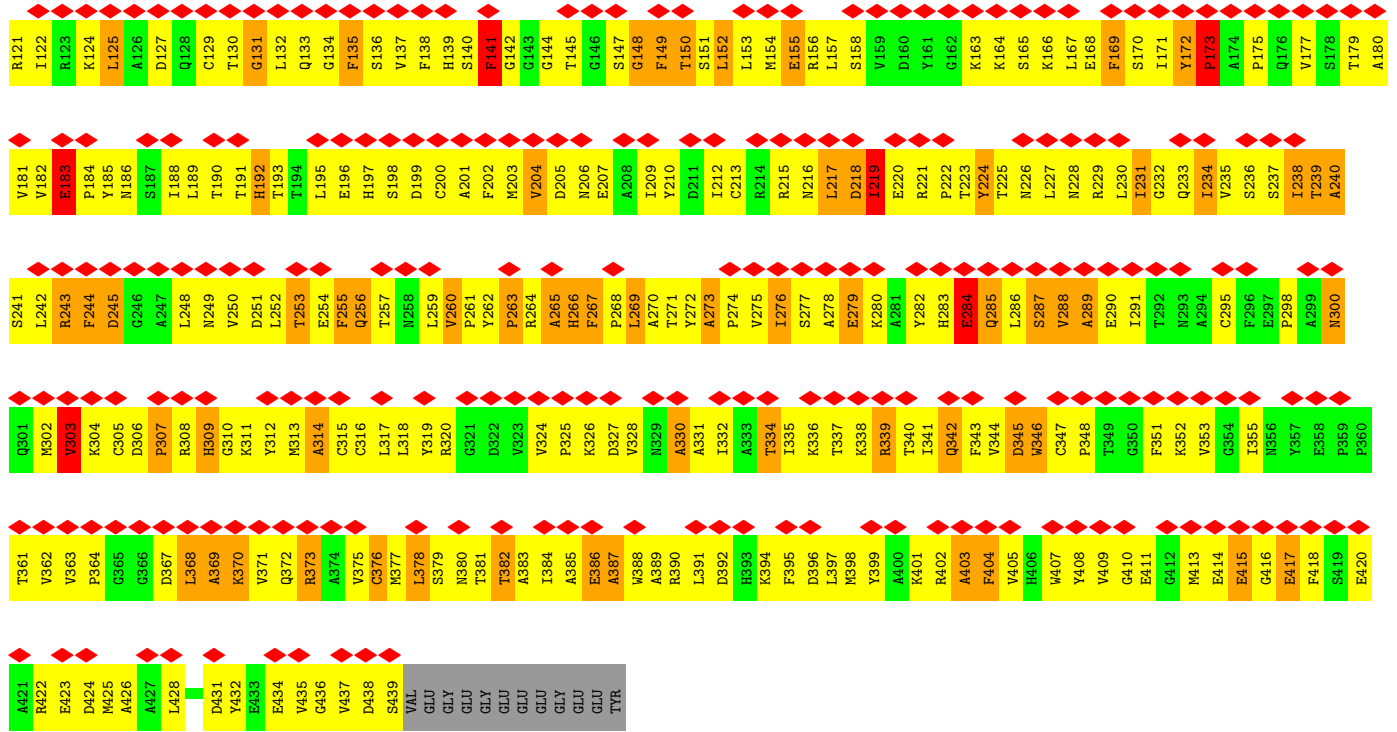 R121 I122 R123 K124 L125 A126 D127 Q128 C129 T130 G131 L132 Q133 G134 F135 S136 V137 F138 H139 S140 F141 G142 G143 G144 T145 G146 S147 G148 F149 T150 S151 L152 L153 M154 E155 R156 L157 S158 V159 D160 Y161 G162 K163 K164 S165 K166 L167 E168 F169 S170 I171 Y172 P173 A174 P175 Q176 V177 S178 T179 A180
V181 V182 E183 P184 Y185 N186 S187 I188 L189 T190 T191 H192 T193 T194 L195 E196 H197 S198 D199 C200 A201 F202 M203 V204 D205 N206 E207 A208 I209 Y210 D211 I212 C213 R214 R215 N216 L217 D218 I219 E220 R221 P222 T223 Y224 T225 N226 L227 N228 R229 L230 I231 G232 Q233 I234 V235 S236 S237 I238 T239 A240
S241 L242 R243 F244 D245 G246 A247 L248 N249 V250 D251 L252 T253 E254 F255 Q256 T257 N258 L259 V260 P261 Y262 P263 R264 A265 H266 F267 P268 L269 A270 T271 Y272 A273 P274 V275 I276 S277 A278 E279 K280 A281 Y282 H283 E284 Q285 L286 S287 V288 A289 E290 I291 T292 N293 A294 C295 F296 E297 P298 A299 N300
Q301 M302 V303 K304 C305 D306 P307 R308 H309 G310 K311 Y312 M313 A314 C315 C316 L317 L318 Y319 R320 G321 D322 V323 V324 P325 K326 D327 V328 N329 A330 A331 I332 A333 T334 I335 K336 T337 K338 R339 T340 I341 Q342 F343 V344 D345 W346 C347 P348 T349 G350 F351 K352 V353 G354 I355 N356 Y357 E358 P359 P360
T361 V362 V363 P364 G365 G366 D367 L368 A369 K370 V371 Q372 R373 A374 V375 C376 M377 L378 S379 N380 T381 T382 A383 I384 A385 E386 A387 W388 A389 R390 L391 D392 H393 K394 F395 D396 L397 M398 Y399 A400 K401 R402 A403 F404 V405 H406 W407 Y408 V409 G410 E411 G412 M413 E414 E415 G416 E417 F418 S419 E420
A421 R422 E423 D424 M425 A426 A427 L428 D431 Y432 E433 E434 V435 G436 V437 D438 S439 VAL GLU GLY GLU GLY GLU GLU GLU GLY GLU GLU TYR